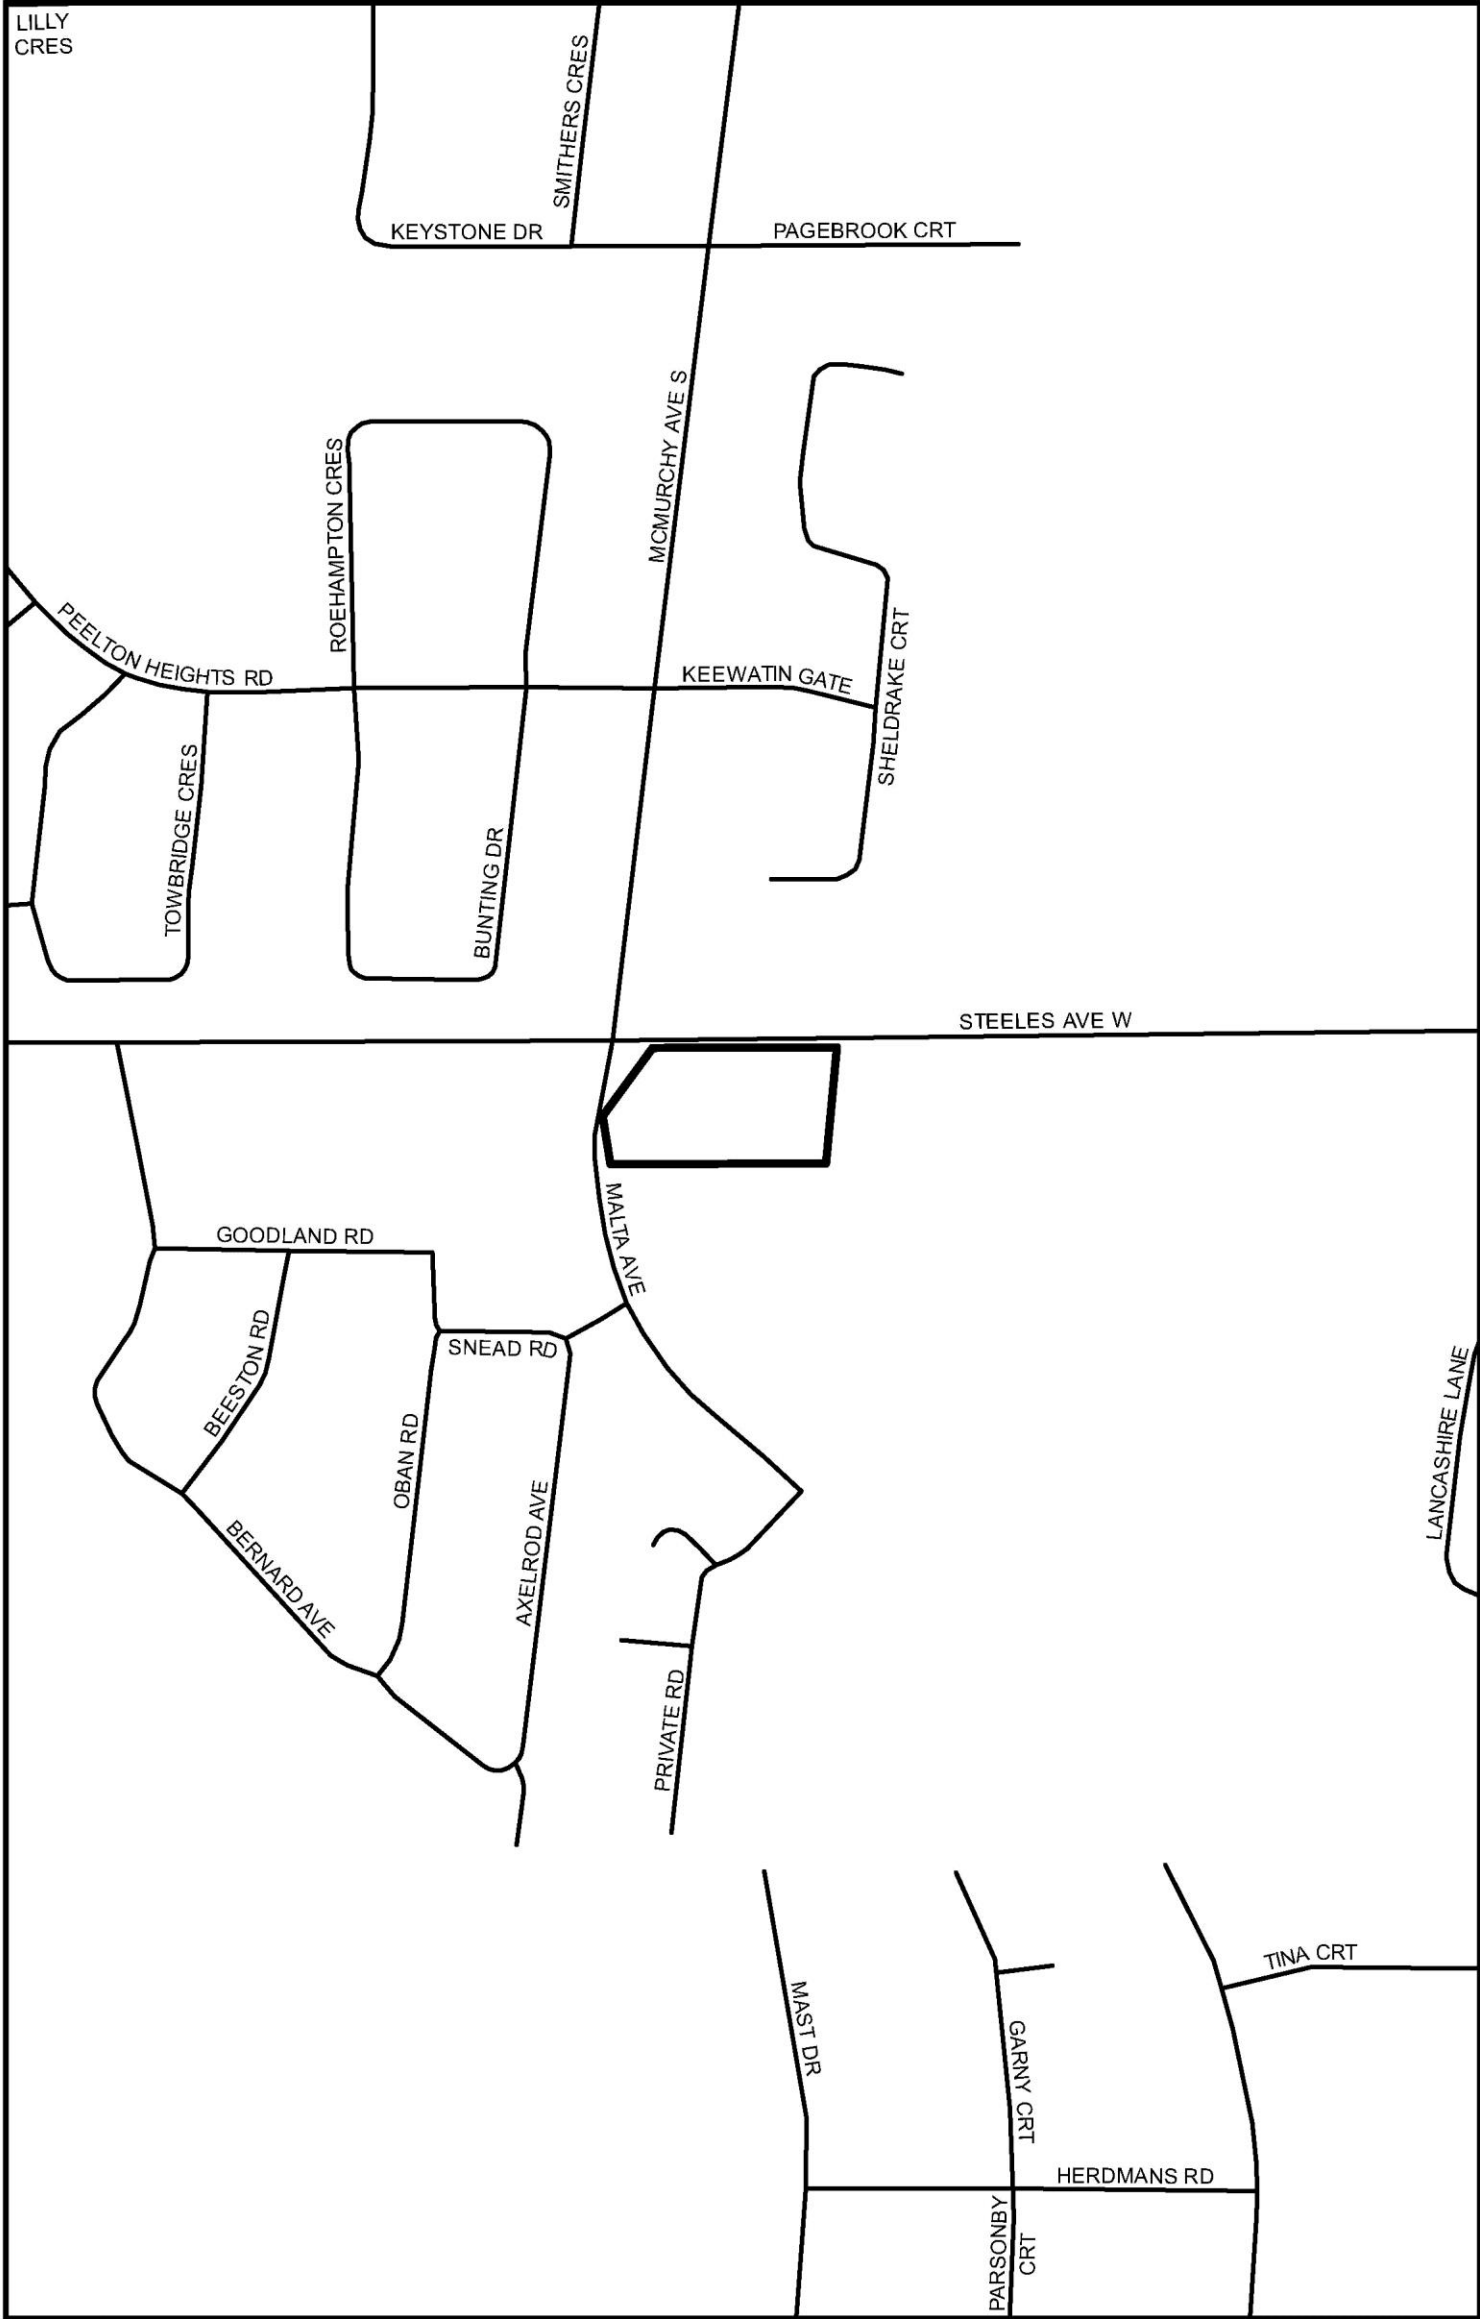 LILLY
CRES
SMITHERS CRES
KEYSTONE DR
PAGEBROOK CRT
MCMURCHY AVE S
ROEHAMPTON CRES
PEELTON HEIGHTS RD
KEEWATIN GATE
SHELDRAKE CRT
TOWBRIDGE CRES
BUNTING DR
STEELES AVE W
MALTA AVE
GOODLAND RD
BEESTON RD
SNEAD RD
LANCASHIRE LANE
OBAN RD
AXELROD AVE
BERNARD AVE
PRIVATE RD
TINA CRT
MAST DR
GARNY CRT
HERDMANS RD
PARSONBY
CRT